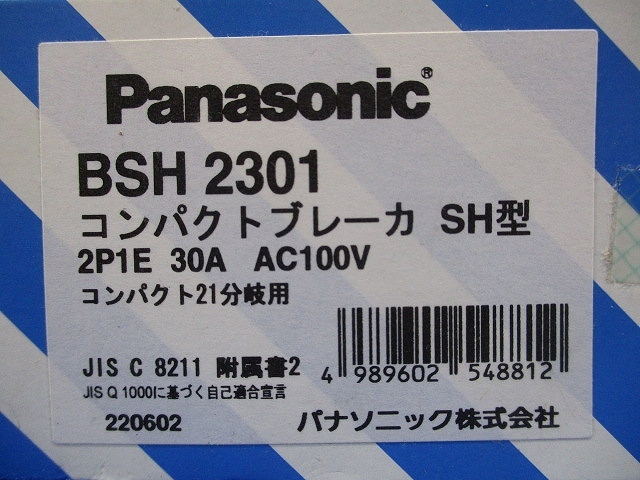 Panasonic®
BSH 2301
コンパクトブレーカ SH型
2P1E 30A AC100V
コンパクト21分岐用
JIS C 8211 附属書2
JIS Q 1000に基づく自己適合宣言
220602
4 989602 548812
パナソニック株式会社